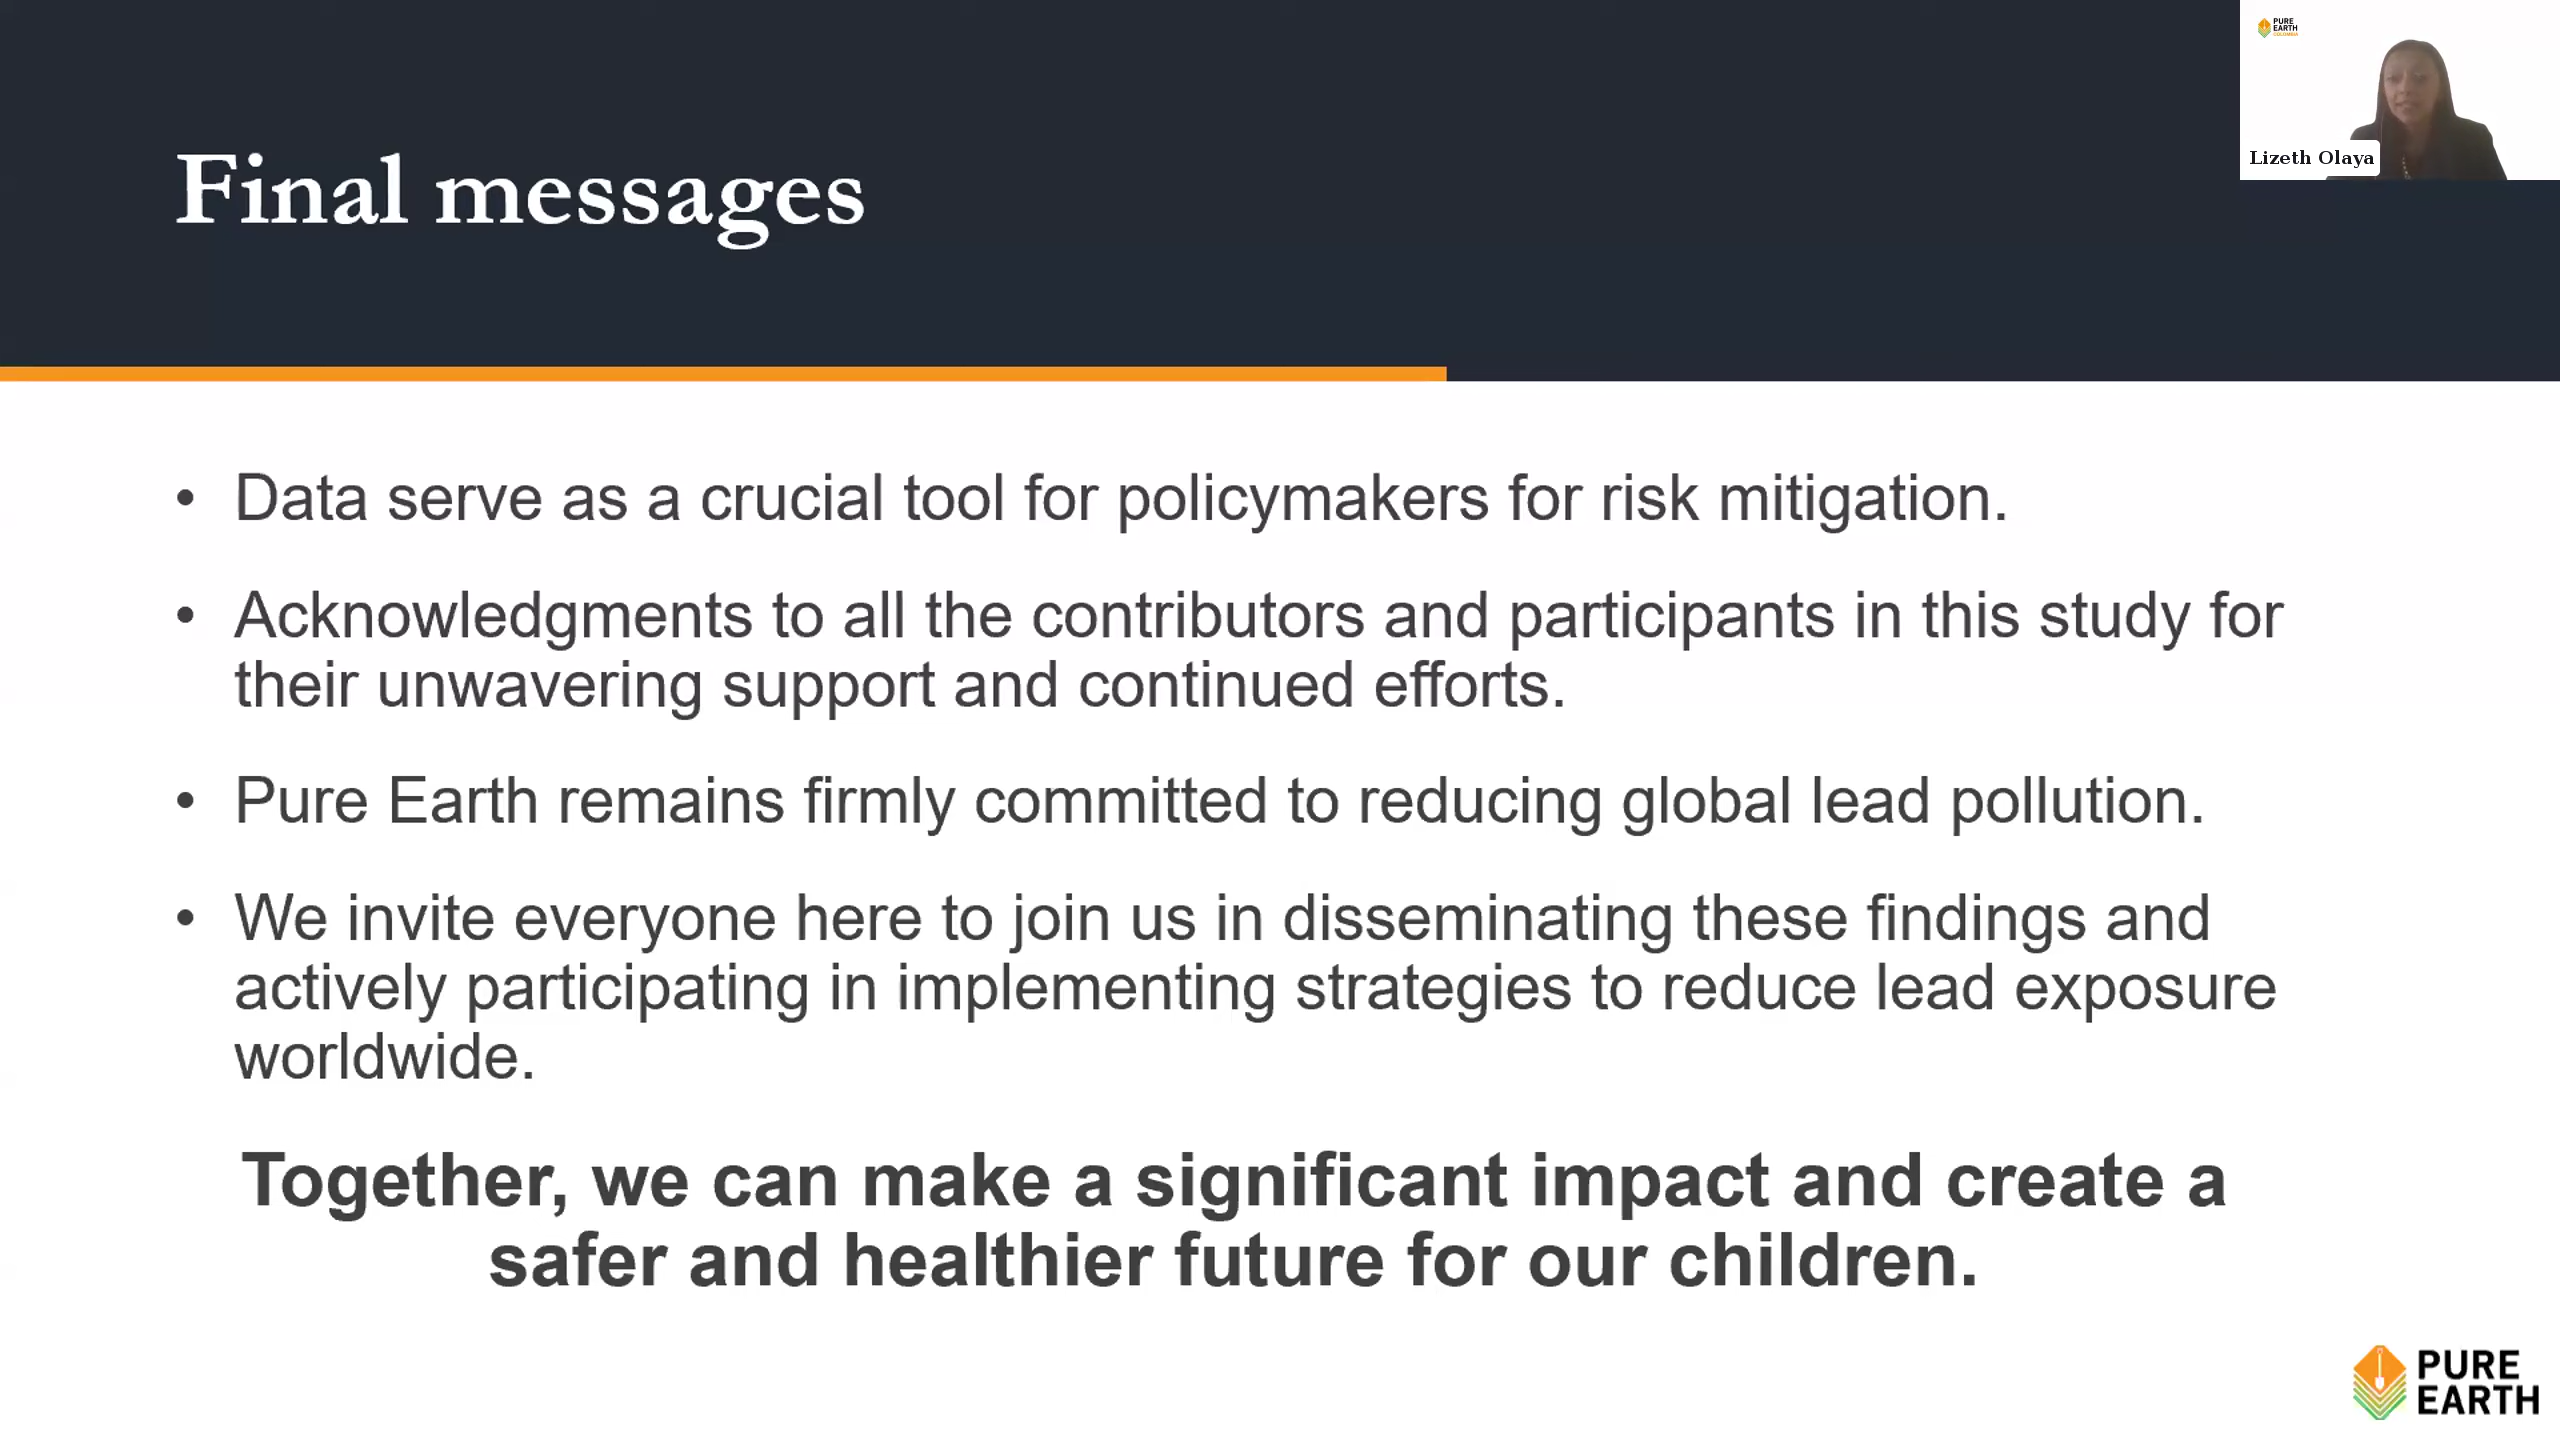 PURE
EARTH
COLOMBIA
Lizeth Olaya
Final messages
• Data serve as a crucial tool for policymakers for risk mitigation.
• Acknowledgments to all the contributors and participants in this study for
their unwavering support and continued efforts.
• Pure Earth remains firmly committed to reducing global lead pollution.
• We invite everyone here to join us in disseminating these findings and
actively participating in implementing strategies to reduce lead exposure
worldwide.
Together, we can make a significant impact and create a
safer and healthier future for our children.
PURE
EARTH